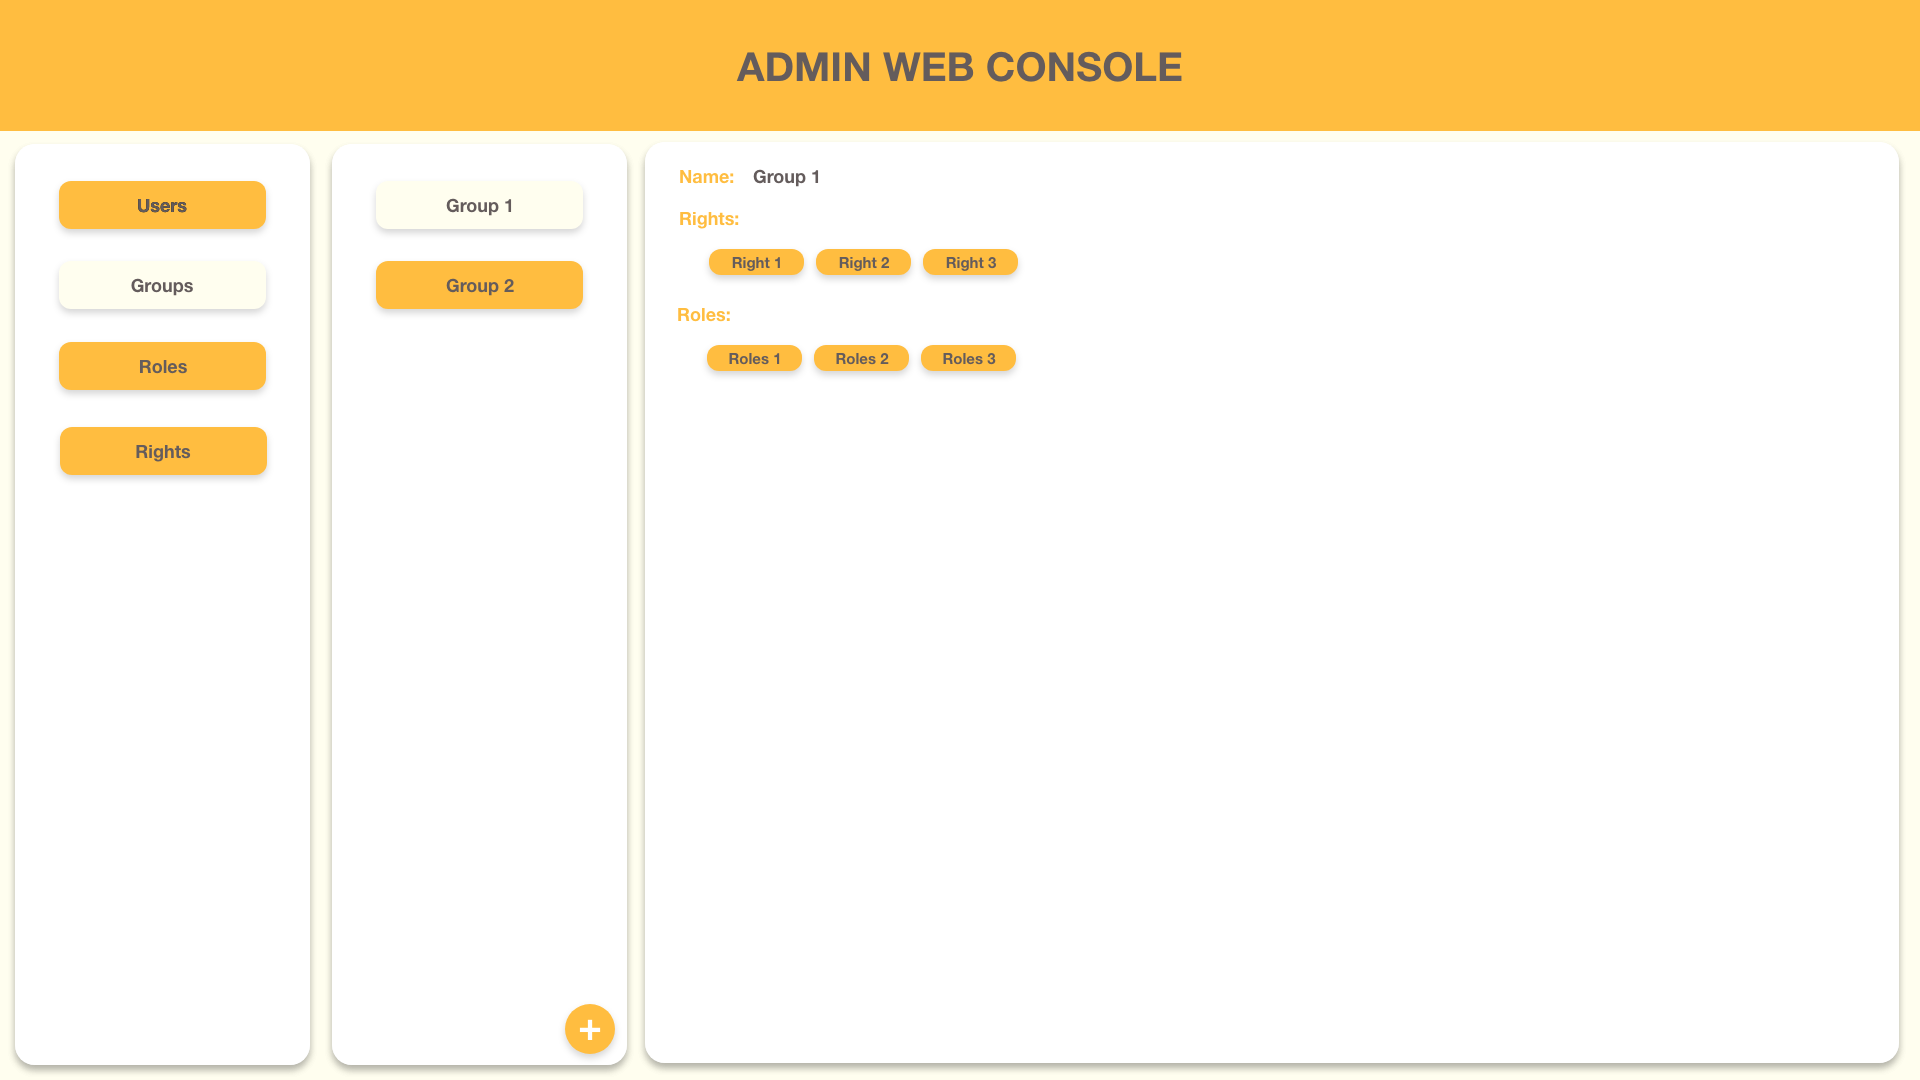 ADMIN WEB CONSOLE
Users
Groups
Roles
Rights
Group 1
Group 2
+
Name: Group 1
Rights:
Right 1 Right 2 Right 3
Roles:
Roles 1 Roles 2 Roles 3